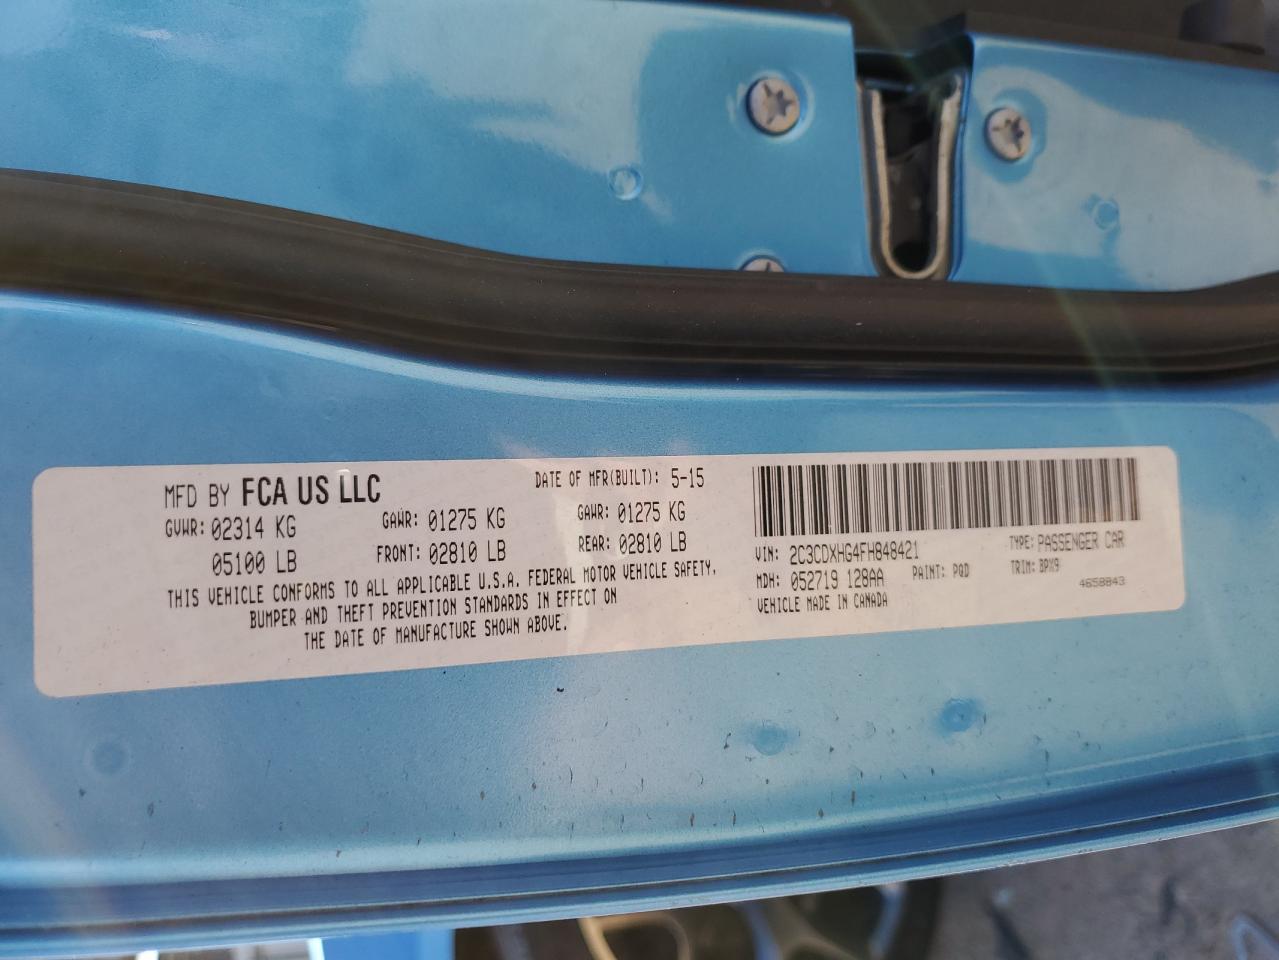 MFD BY FCA US LLC DATE OF MFR(BUILT): 5-15
GVWR: 02314 KG GAWR: 01275 KG GAWR: 01275 KG
05100 LB FRONT: 02810 LB REAR: 02810 LB
THIS VEHICLE CONFORMS TO ALL APPLICABLE U.S.A. FEDERAL MOTOR VEHICLE SAFETY,
BUMPER AND THEFT PREVENTION STANDARDS IN EFFECT ON
THE DATE OF MANUFACTURE SHOWN ABOVE.
VIN: 2C3CDXHG4FH848421 TYPE: PASSENGER CAR
MDH: 052719 128AA PAINT: PQD TRIM: BPX9
VEHICLE MADE IN CANADA 4658843